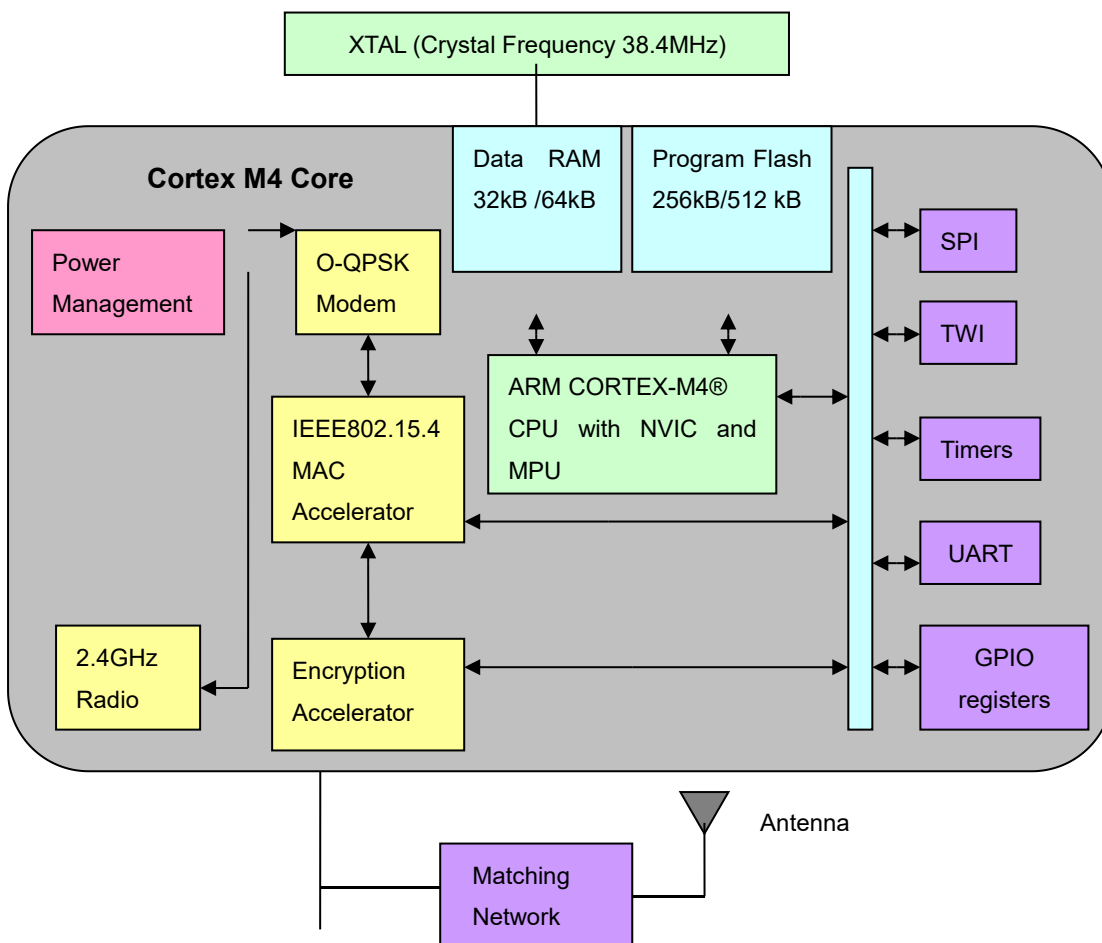 XTAL (Crystal Frequency 38.4MHz)
Cortex M4 Core
Data RAM
32kB /64kB
Program Flash
256kB/512 kB
Power
Management
O-QPSK
Modem
SPI
TWI
ARM CORTEX-M4®
CPU with NVIC and
MPU
IEEE802.15.4
MAC
Accelerator
Timers
UART
2.4GHz
Radio
Encryption
Accelerator
GPIO
registers
Antenna
Matching
Network